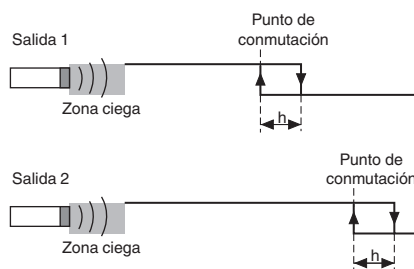 Punto de
conmutación
Salida 1
Zona ciega
h
Punto de
conmutación
Salida 2
Zona ciega
h